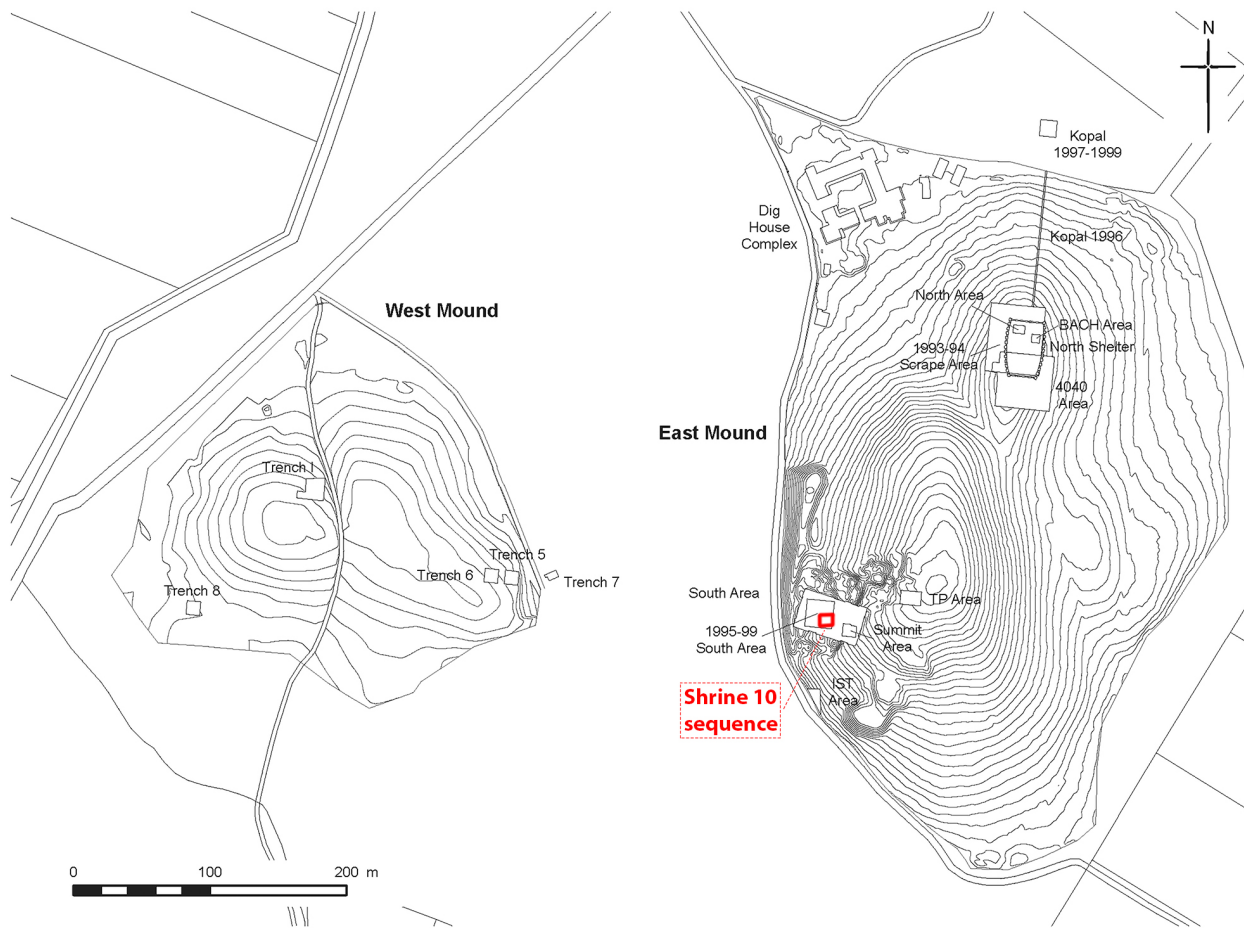 N
Kopal
1997-1999
Dig
House
Complex
Kopal 1996
North Area
West Mound
BACH Area
1993-94
Scrape Area
North Shelter
4040
Area
East Mound
Trench I
Trench 5
Trench 6
Trench 7
Trench 8
South Area
TP Area
1995-99
South Area
Summit
Area
IST
Area
Shrine 10
sequence
0 100 200 m